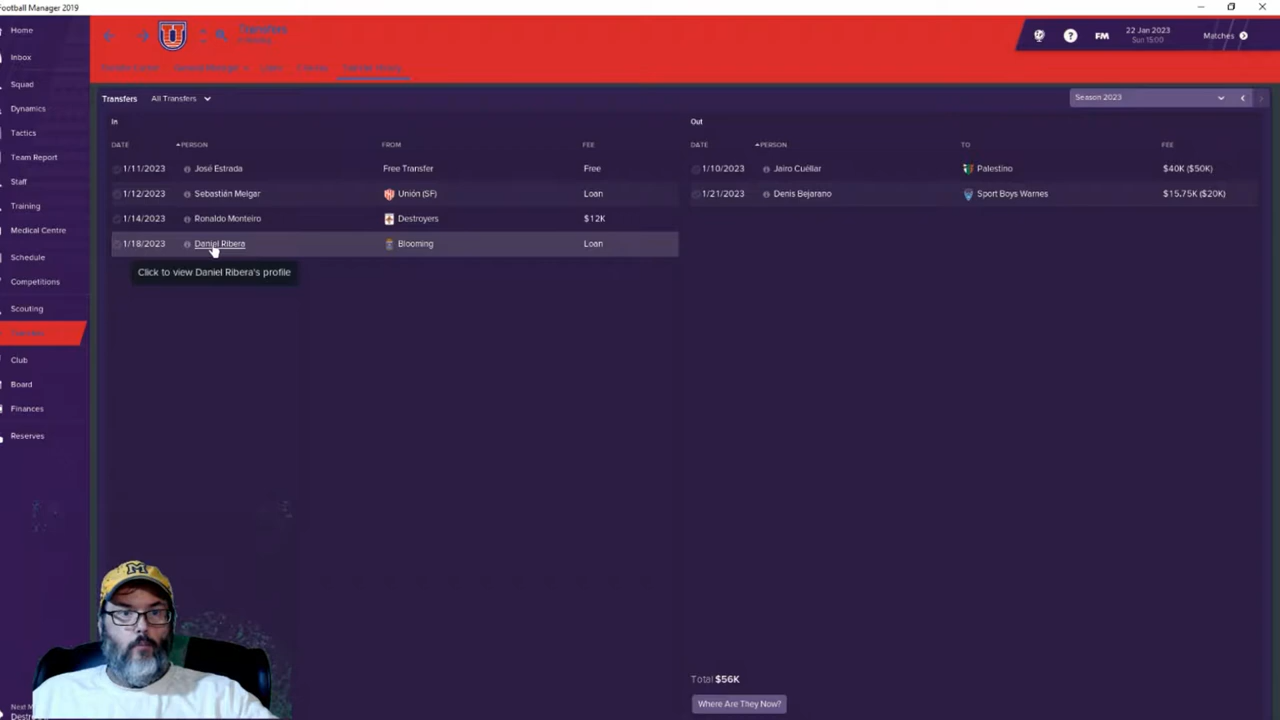 Football Manager 2019
Home
Inbox
Squad
Dynamics
Tactics
Team Report
Staff
Training
Medical Centre
Schedule
Competitions
Scouting
Transfers
Club
Board
Finances
Reserves
Transfers
22 Jan 2023
Sun 15:00
FM
Matches
Transfers All Transfers
Season 2023
In
DATE PERSON FROM FEE
1/11/2023 José Estrada Free Transfer Free
1/12/2023 Sebastián Melgar Unión (SF) Loan
1/14/2023 Ronaldo Monteiro Destroyers $12K
1/18/2023 Daniel Ribera Blooming Loan
Click to view Daniel Ribera's profile
Out
DATE PERSON TO FEE
1/10/2023 Jairo Cuéllar Palestino $40K ($50K)
1/21/2023 Denis Bejarano Sport Boys Warnes $15.75K ($20K)
Total $56K
Where Are They Now?